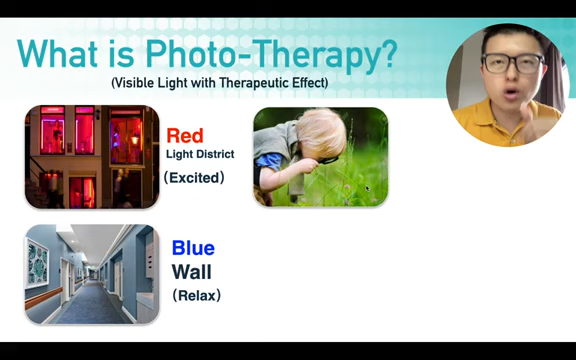 What is Photo-Therapy?
(Visible Light with Therapeutic Effect)
Red
Light District
(Excited)
Blue
Wall
(Relax)